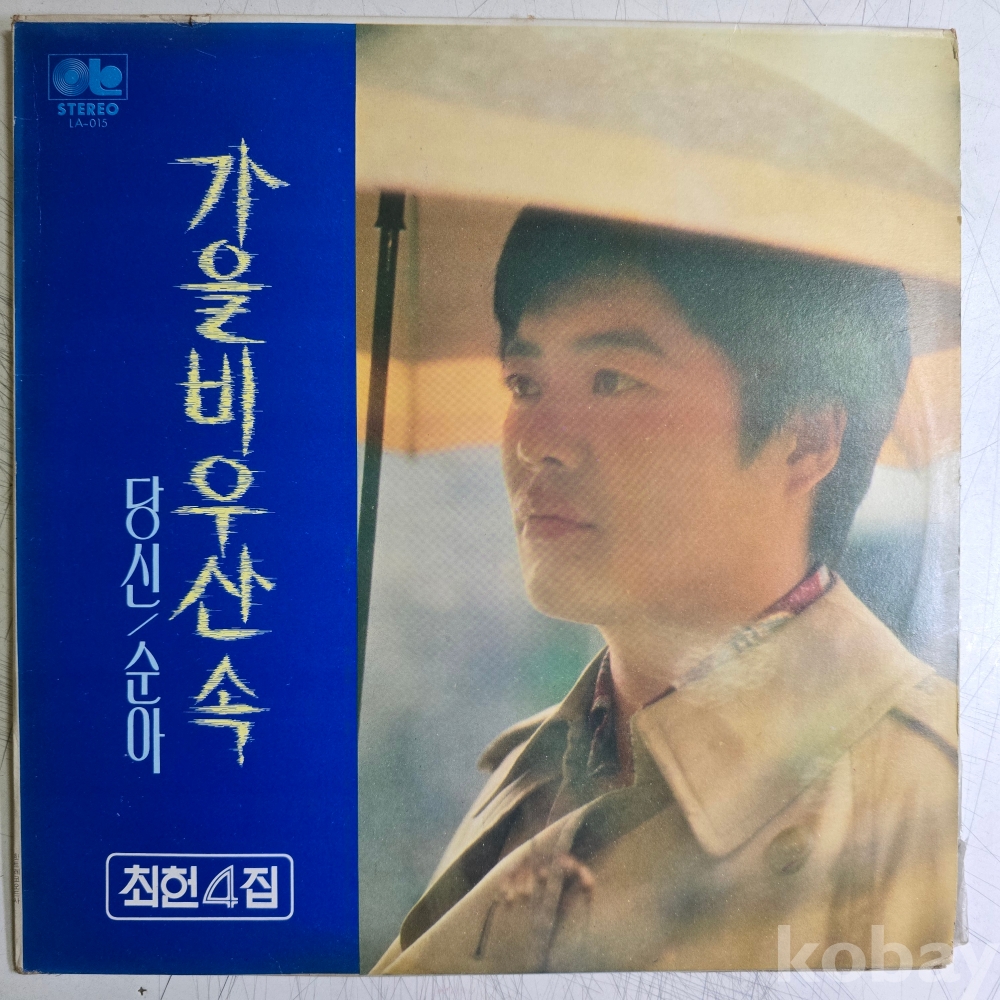 STEREO
LA-015
가을비우산속
당신/순아
최헌4집
kobay